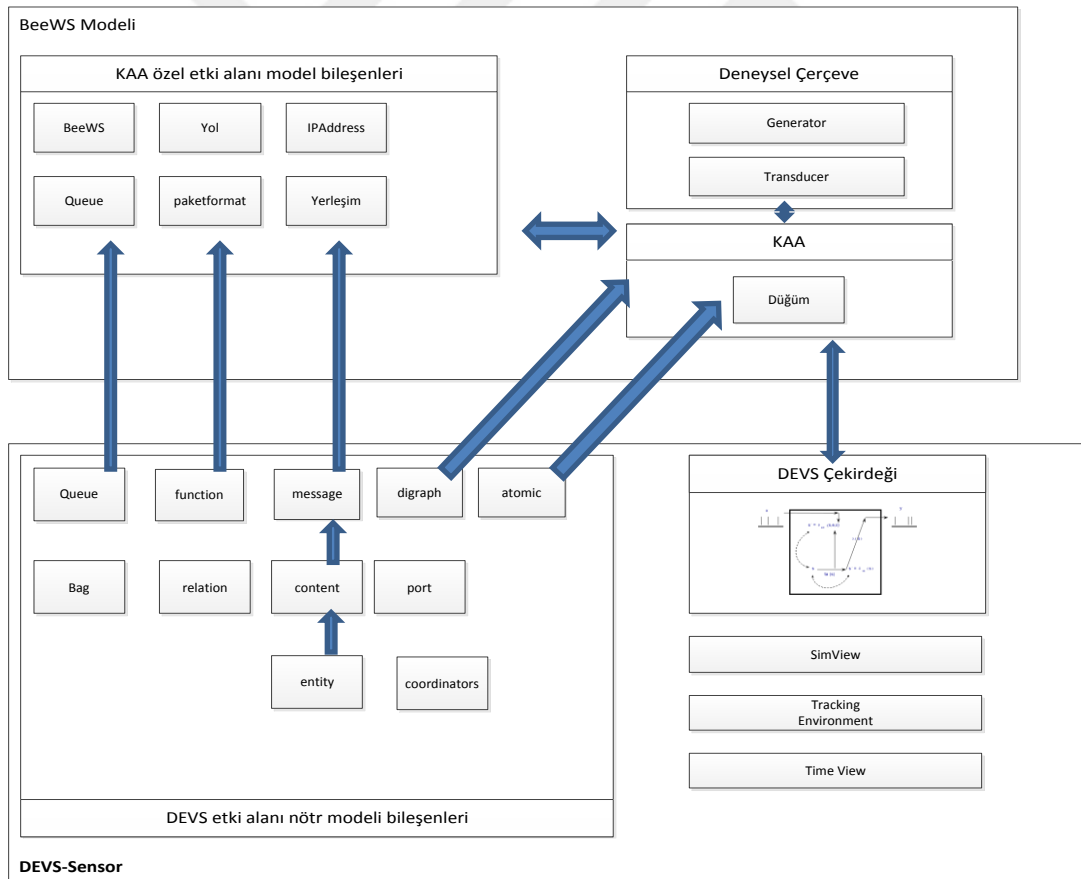 BeeWS Modeli
KAA özel etki alanı model bileşenleri
BeeWS
Yol
IPAddress
Queue
paketformat
Yerleşim
Deneysel Çerçeve
Generator
Transducer
KAA
Düğüm
Queue
function
message
digraph
atomic
Bag
relation
content
port
entity
coordinators
DEVS etki alanı nötr modeli bileşenleri
DEVS Çekirdeği
SimView
Tracking
Environment
Time View
DEVS-Sensor